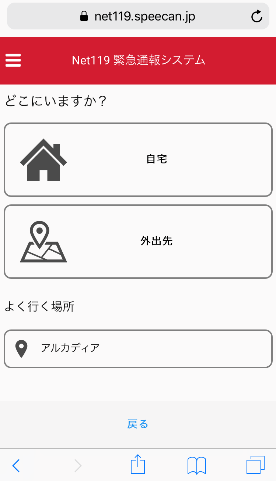 net119.speecan.jp
Net119 緊急通報システム
どこにいますか？
自宅
外出先
よく行く場所
アルカディア
戻る